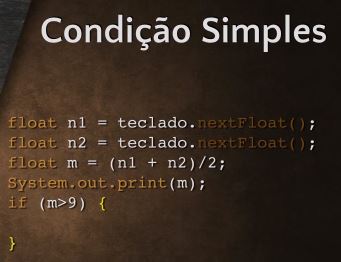 Condição Simples
float n1 = teclado.nextFloat();
float n2 = teclado.nextFloat();
float m = (n1 + n2)/2;
System.out.print(m);
if (m>9) {
}